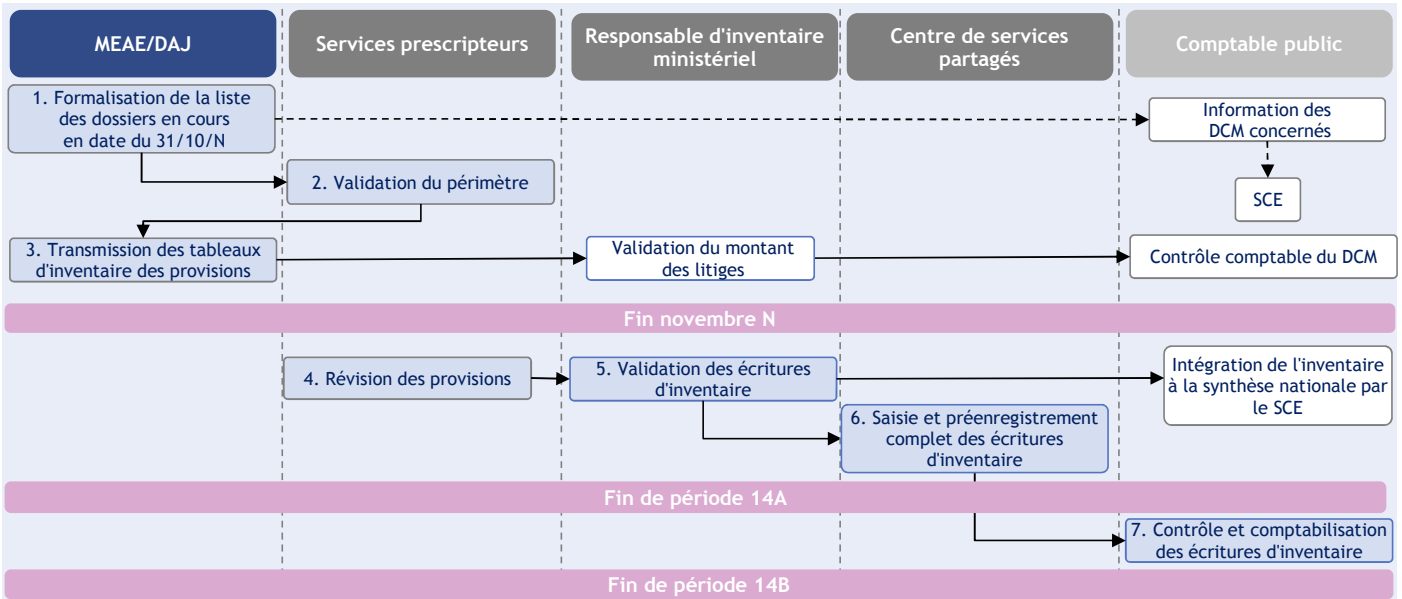 MEAE/DAJ
Services prescripteurs
Responsable d'inventaire
ministériel
Centre de services
partagés
Comptable public
1. Formalisation de la liste
des dossiers en cours
en date du 31/10/N
Information des
DCM concernés
2. Validation du périmètre
SCE
3. Transmission des tableaux
d'inventaire des provisions
Validation du montant
des litiges
Contrôle comptable du DCM
Fin novembre N
4. Révision des provisions
5. Validation des écritures
d'inventaire
Intégration de l'inventaire
à la synthèse nationale par
le SCE
6. Saisie et préenregistrement
complet des écritures
d'inventaire
Fin de période 14A
7. Contrôle et comptabilisation
des écritures d'inventaire
Fin de période 14B